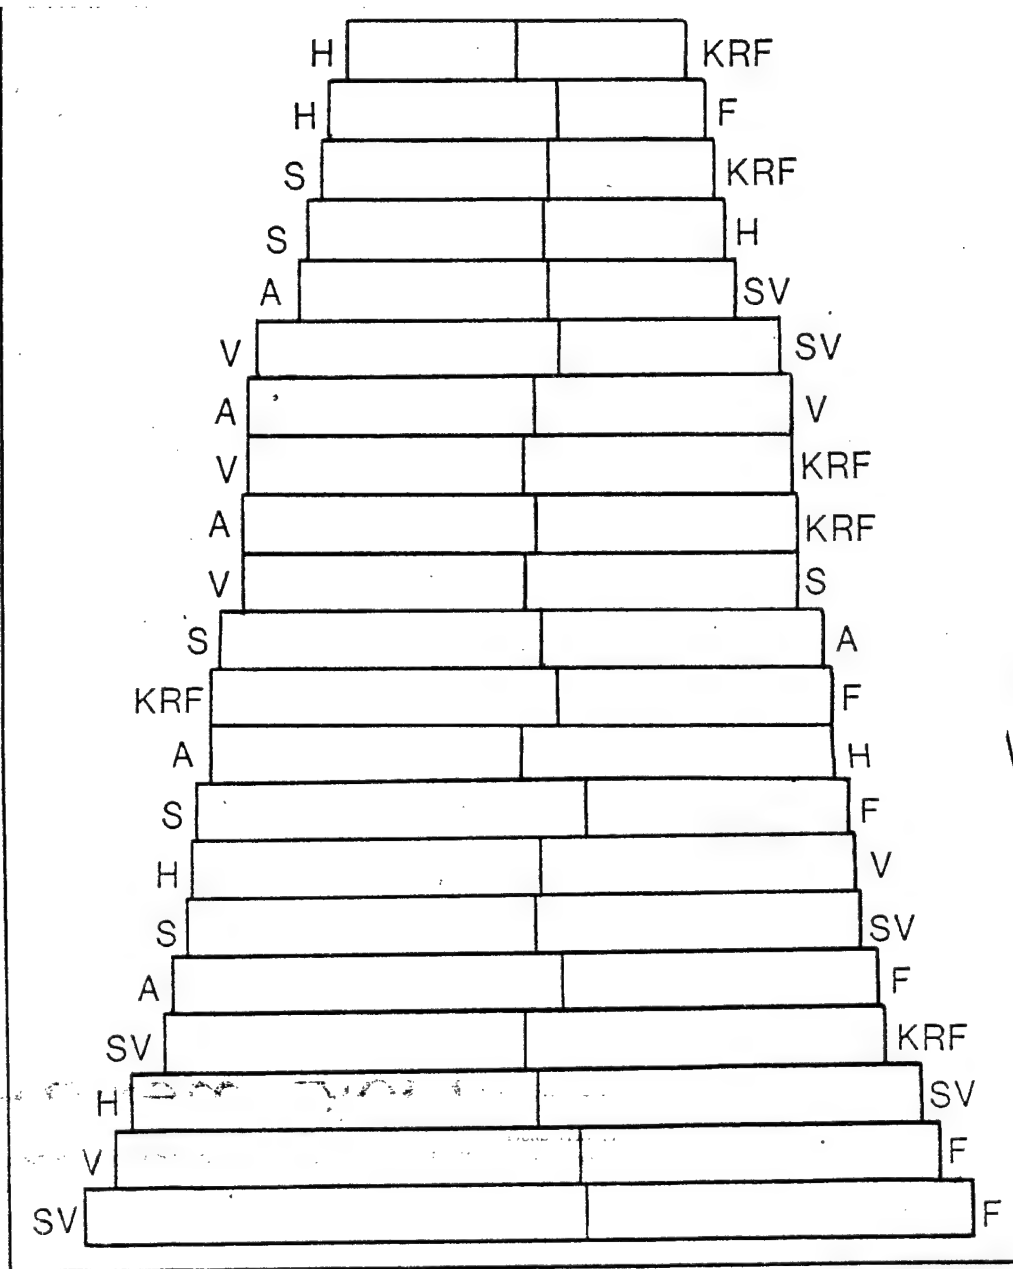 H KRF
H F
S KRF
S H
A SV
V SV
A V
V KRF
A KRF
V S
S A
KRF F
A H
S F
H V
S SV
A F
SV KRF
H SV
V F
SV F